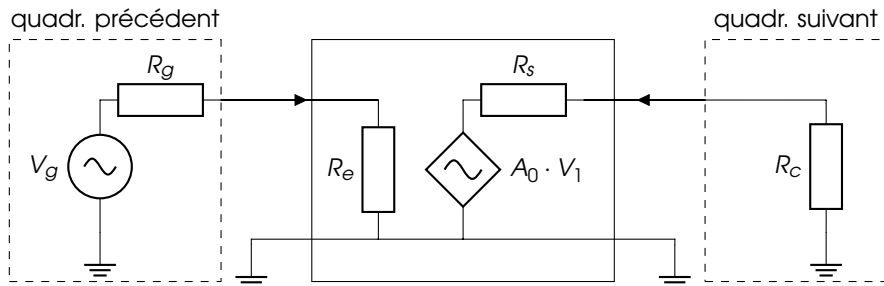 quadr. précédent
quadr. suivant
R_g
R_s
V_g
R_e
A_0 · V_1
R_c